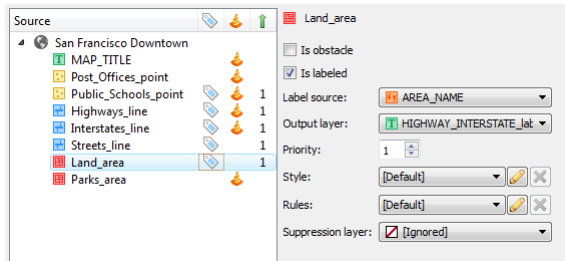 Source
San Francisco Downtown
MAP_TITLE
Post_Offices_point
Public_Schools_point 1
Highways_line 1
Interstates_line 1
Streets_line 1
Land_area 1
Parks_area
Land_area
Is obstacle
Is labeled
Label source: AREA_NAME
Output layer: HIGHWAY_INTERSTATE_lat
Priority: 1
Style: [Default]
Rules: [Default]
Suppression layer: [Ignored]